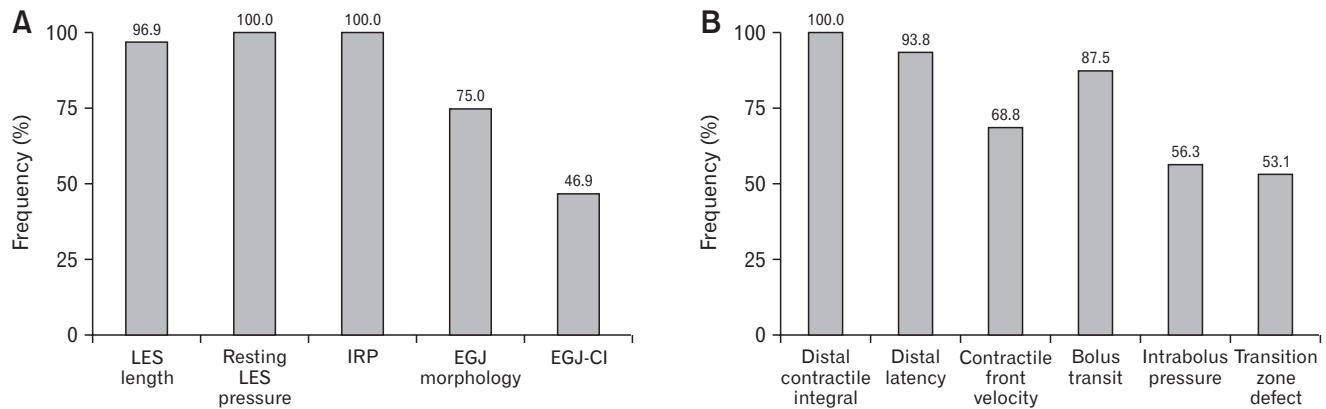 A
Frequency (%)
100
75
50
25
0
96.9
100.0
100.0
75.0
46.9
LES
length
Resting
LES
pressure
IRP
EGJ
morphology
EGJ-CI
B
Frequency (%)
100
75
50
25
0
100.0
93.8
68.8
87.5
56.3
53.1
Distal
contractile
integral
Distal
latency
Contractile
front
velocity
Bolus
transit
Intrabolus
pressure
Transition
zone
defect